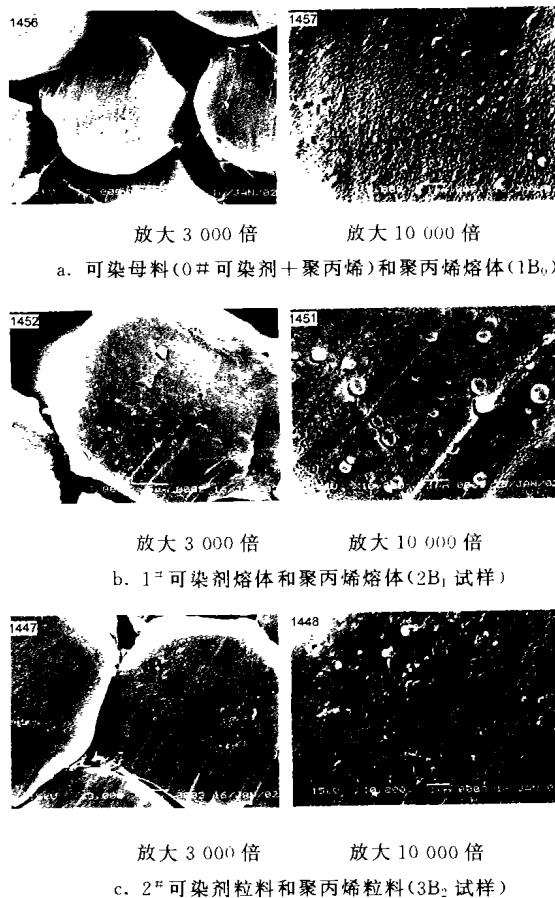 1456 1457
放大 3 000 倍 放大 10 000 倍
a. 可染母料(0#可染剂+聚丙烯)和聚丙烯熔体(1B₀)
1452 1451
放大 3 000 倍 放大 10 000 倍
b. 1#可染剂熔体和聚丙烯熔体(2B₁ 试样)
1447 1448
16/JAN/02
放大 3 000 倍 放大 10 000 倍
c. 2#可染剂粒料和聚丙烯粒料(3B₂ 试样)